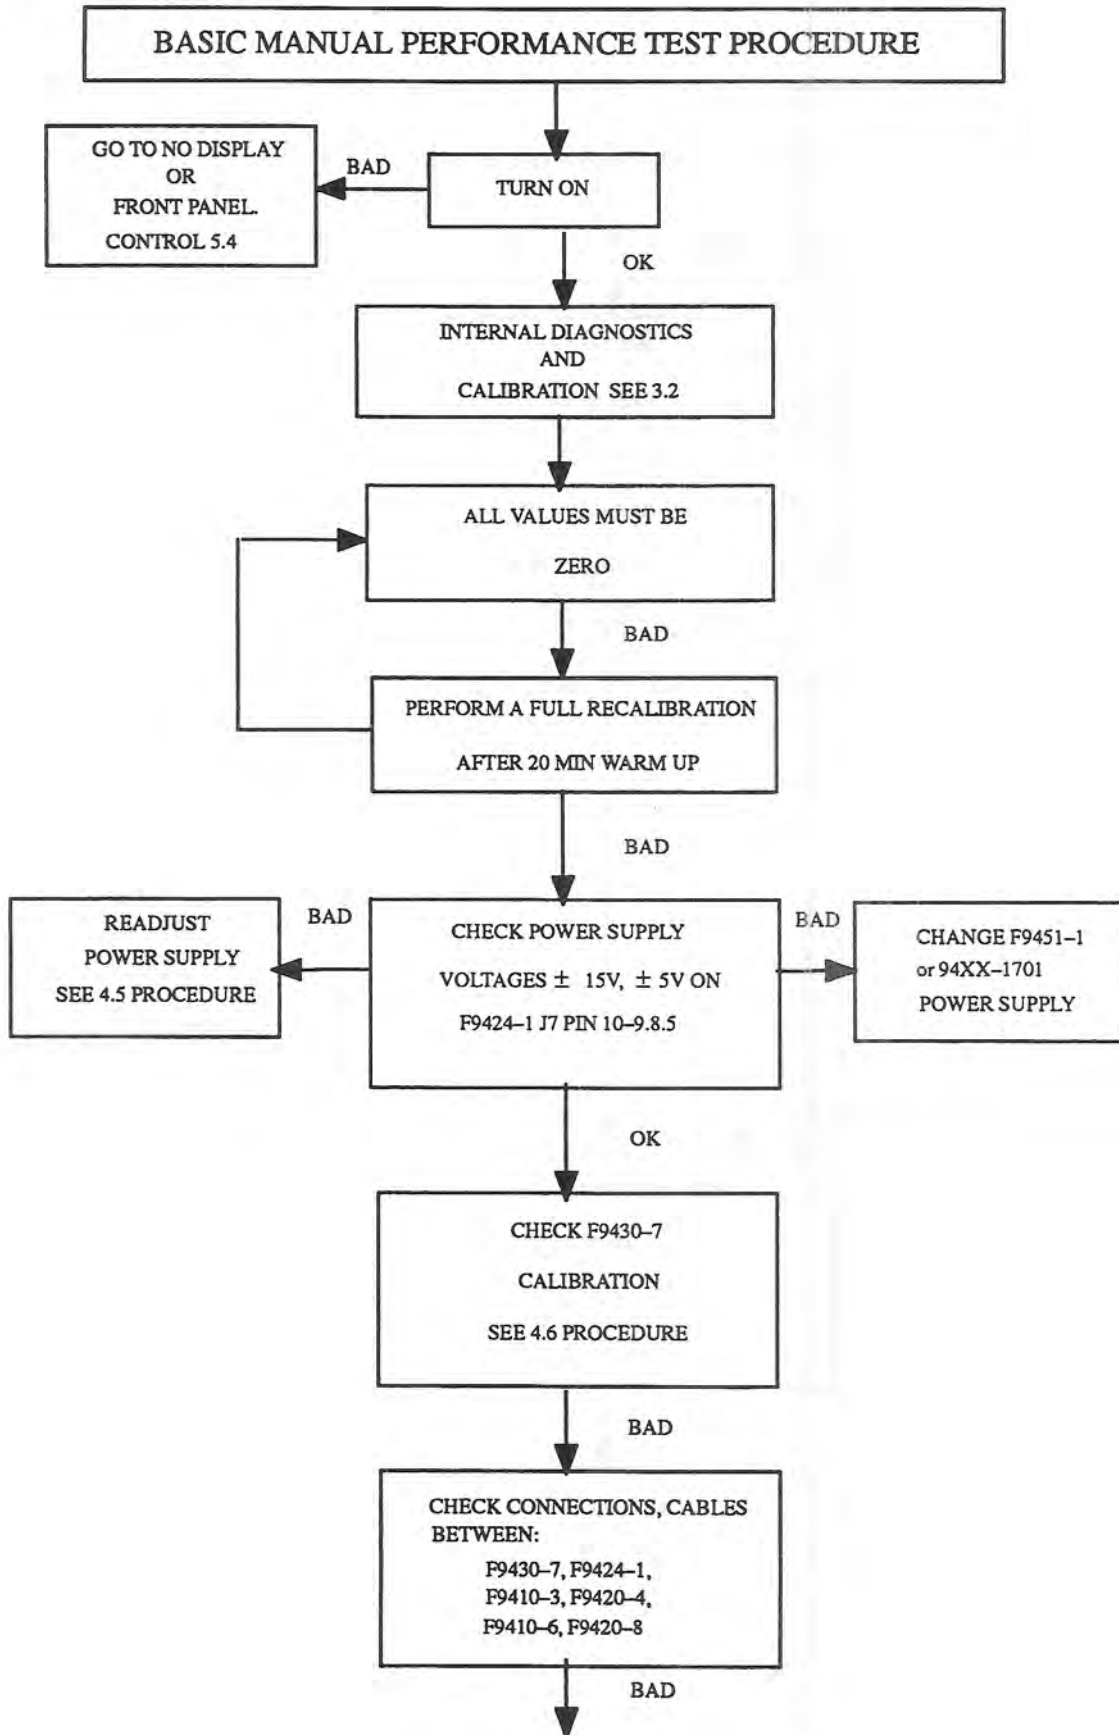 BASIC MANUAL PERFORMANCE TEST PROCEDURE
GO TO NO DISPLAY
OR
FRONT PANEL.
CONTROL 5.4
BAD
TURN ON
OK
INTERNAL DIAGNOSTICS
AND
CALIBRATION SEE 3.2
ALL VALUES MUST BE
ZERO
BAD
PERFORM A FULL RECALIBRATION
AFTER 20 MIN WARM UP
BAD
READJUST
POWER SUPPLY
SEE 4.5 PROCEDURE
BAD
CHECK POWER SUPPLY
VOLTAGES ± 15V, ± 5V ON
F9424–1 J7 PIN 10–9.8.5
BAD
CHANGE F9451–1
or 94XX–1701
POWER SUPPLY
OK
CHECK F9430–7
CALIBRATION
SEE 4.6 PROCEDURE
BAD
CHECK CONNECTIONS, CABLES
BETWEEN:
F9430–7, F9424–1,
F9410–3, F9420–4,
F9410–6, F9420–8
BAD